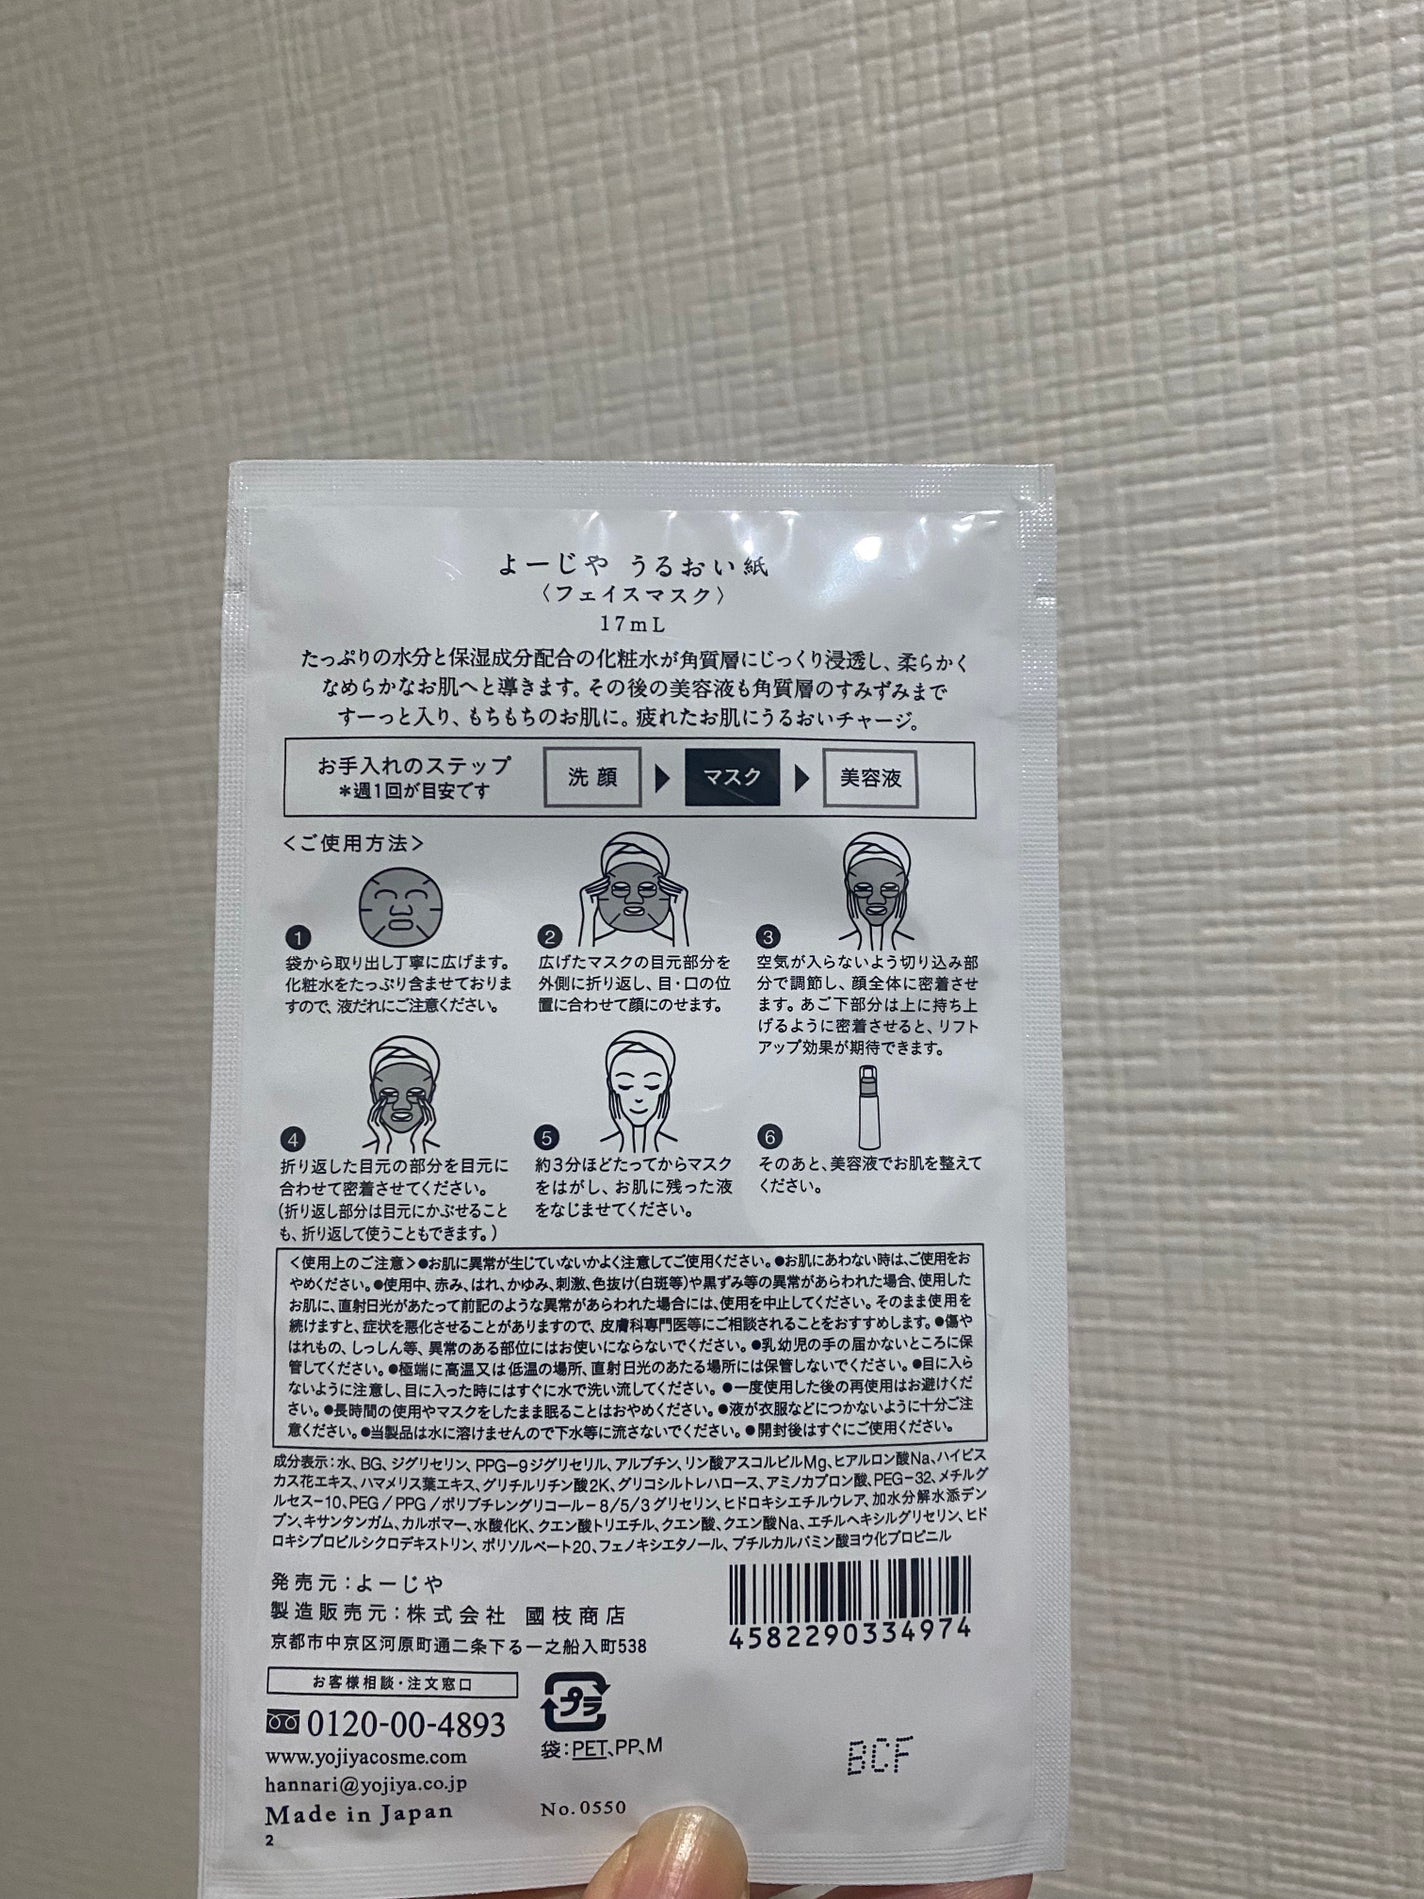 よーじや うるおい紙
〈フェイスマスク〉
17mL
たっぷりの水分と保湿成分配合の化粧水が角質層にじっくり浸透し、柔らかく
なめらかなお肌へと導きます。その後の美容液も角質層のすみずみまで
すーっと入り、もちもちのお肌に。疲れたお肌にうるおいチャージ。
お手入れのステップ
＊週1回が目安です
洗顔 ▶ マスク ▶ 美容液
＜ご使用方法＞
❶
袋から取り出し丁寧に広げます。
化粧水をたっぷり含ませておりま
すので、液だれにご注意ください。
❷
広げたマスクの目元部分を
外側に折り返し、目・口の位
置に合わせて顔にのせます。
❸
空気が入らないよう切り込み部
分で調節し、顔全体に密着させ
ます。あご下部分は上に持ち上
げるように密着させると、リフト
アップ効果が期待できます。
❹
折り返した目元の部分を目元に
合わせて密着させてください。
(折り返し部分は目元にかぶせること
も、折り返して使うこともできます。)
❺
約3分ほどたってからマスク
をはがし、お肌に残った液
をなじませてください。
❻
そのあと、美容液でお肌を整えて
ください。
＜使用上のご注意＞●お肌に異常が生じていないかよく注意してご使用ください。●お肌にあわない時は、ご使用をお
やめください。●使用中、赤み、はれ、かゆみ、刺激、色抜け(白斑等)や黒ずみ等の異常があらわれた場合、使用した
お肌に、直射日光があたって前記のような異常があらわれた場合には、使用を中止してください。そのまま使用を
続けますと、症状を悪化させることがありますので、皮膚科専門医等にご相談されることをおすすめします。●傷や
はれもの、しっしん等、異常のある部位にはお使いにならないでください。●乳幼児の手の届かないところに保
管してください。●極端に高温又は低温の場所、直射日光のあたる場所には保管しないでください。●目に入ら
ないように注意し、目に入った時にはすぐに水で洗い流してください。●一度使用した後の再使用はお避けくだ
さい。●長時間の使用やマスクをしたまま眠ることはおやめください。●液が衣服などにつかないように十分ご注
意ください。●当製品は水に溶けませんので下水等に流さないでください。●開封後はすぐにご使用ください。
成分表示：水、BG、ジグリセリン、PPG-9ジグリセリル、アルブチン、リン酸アスコルビルMg、ヒアルロン酸Na、ハイビス
カス花エキス、ハマメリス葉エキス、グリチルリチン酸2K、グリコシルトレハロース、アミノカプロン酸、PEG-32、メチルグ
ルセス-10、PEG/PPG/ポリブチレングリコール-8/5/3グリセリン、ヒドロキシエチルウレア、加水分解水添デン
プン、キサンタンガム、カルボマー、水酸化K、クエン酸トリエチル、クエン酸、クエン酸Na、エチルヘキシルグリセリン、ヒド
ロキシプロピルシクロデキストリン、ポリソルベート20、フェノキシエタノール、ブチルカルバミン酸ヨウ化プロピニル
発売元：よーじや
製造販売元：株式会社 國枝商店
京都市中京区河原町通二条下る一之船入町538
4582290334974
お客様相談・注文窓口
0120-00-4893
www.yojiyacosme.com
hannari@yojiya.co.jp
Made in Japan
2
プラ
袋：PET、PP、M
No.0550
BCF